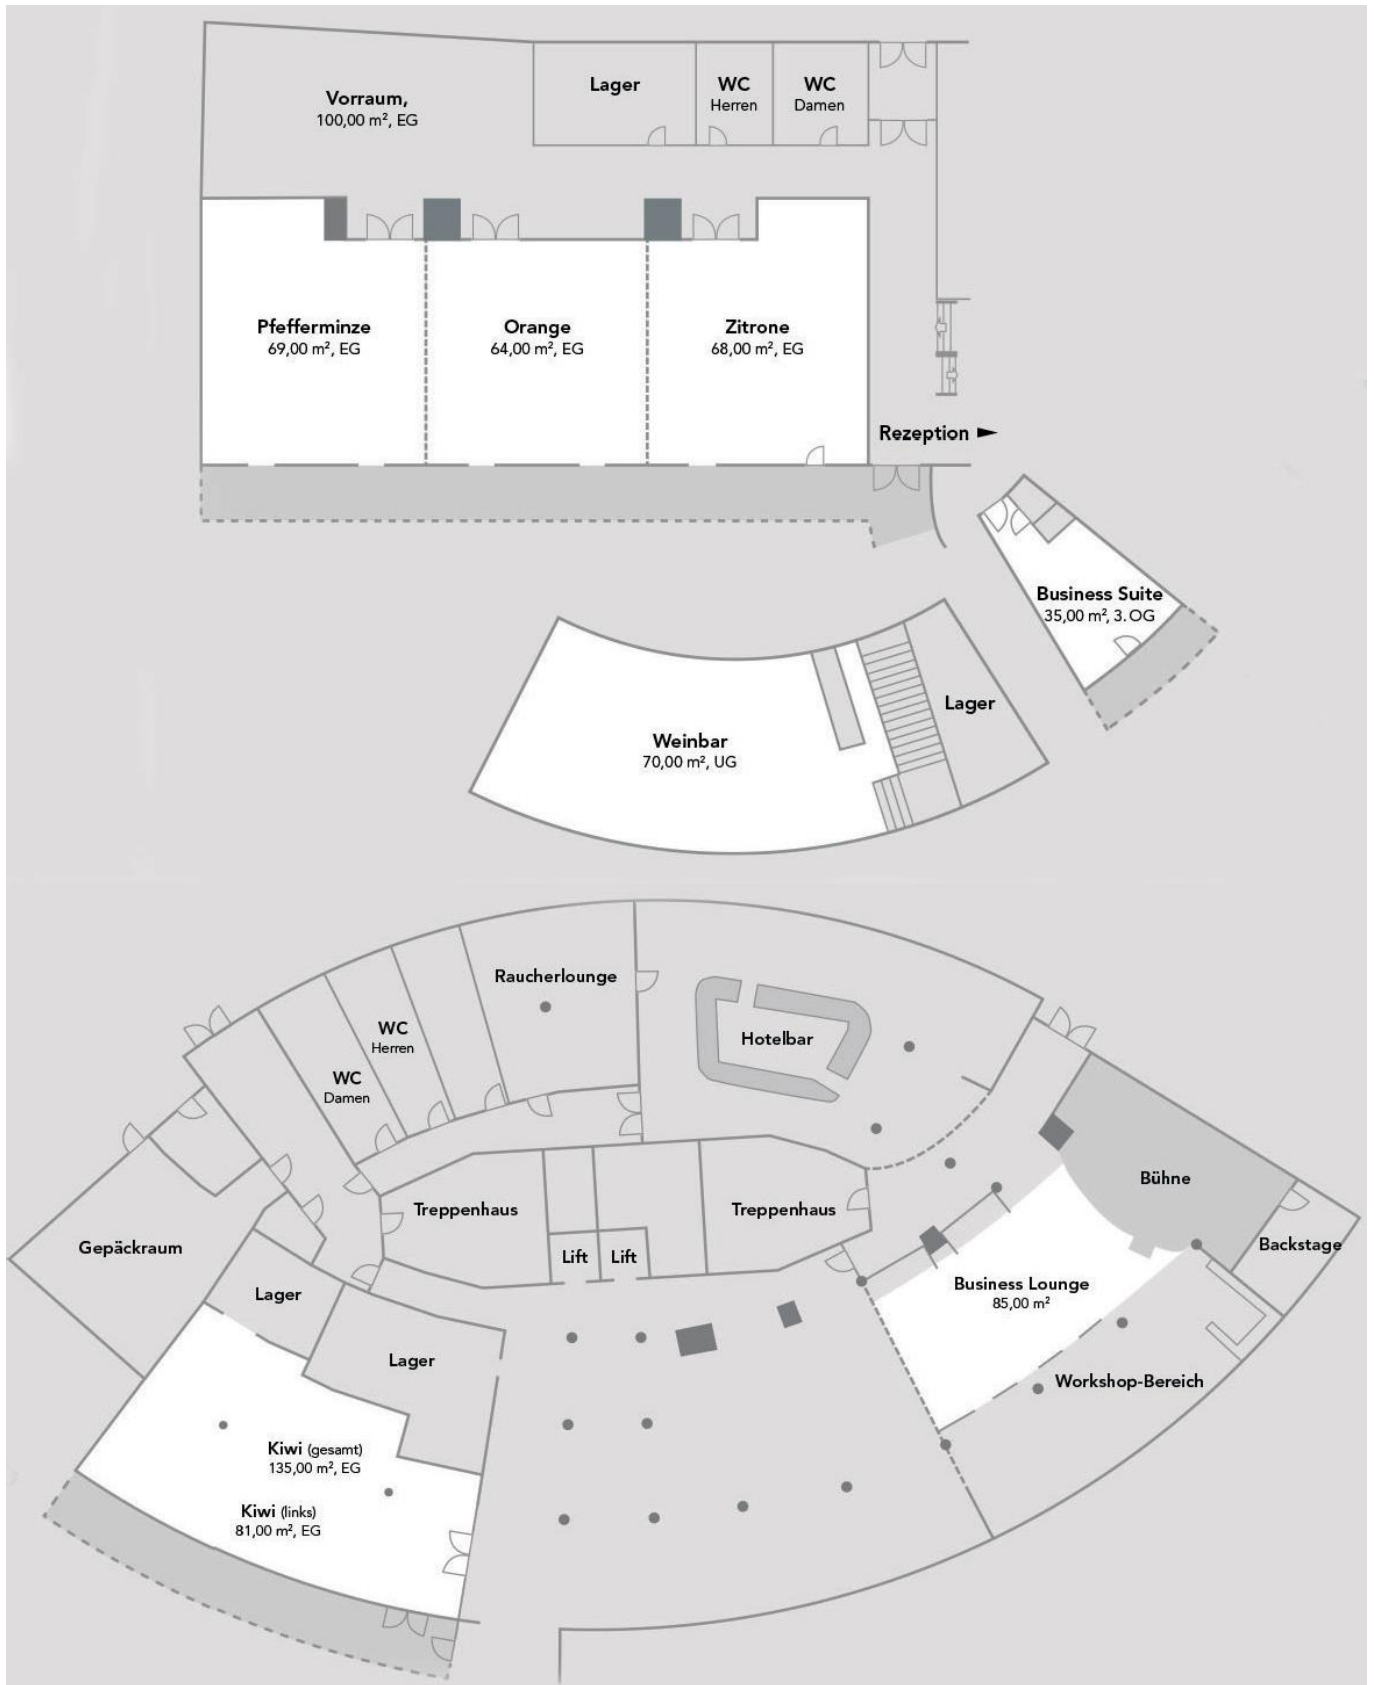 Vorraum,
100,00 m², EG
Lager
WC
Herren
WC
Damen
Pfefferminze
69,00 m², EG
Orange
64,00 m², EG
Zitrone
68,00 m², EG
Rezeption
Business Suite
35,00 m², 3. OG
Weinbar
70,00 m², UG
Lager
Raucherlounge
WC
Herren
WC
Damen
Hotelbar
Bühne
Backstage
Treppenhaus
Treppenhaus
Gepäckraum
Lift
Lift
Lager
Lager
Business Lounge
85,00 m²
Workshop-Bereich
Kiwi (gesamt)
135,00 m², EG
Kiwi (links)
81,00 m², EG